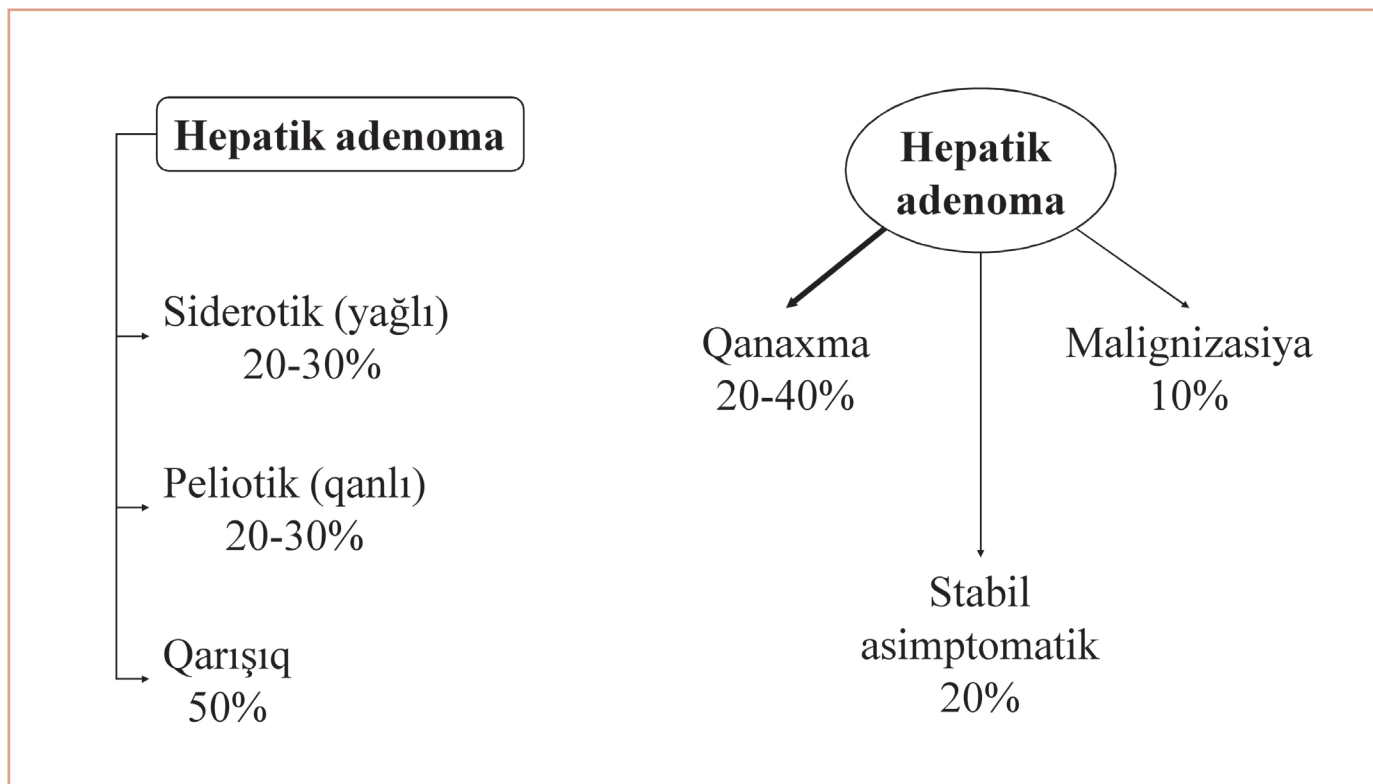 Hepatik adenoma
Siderotik (yağlı)
20-30%
Peliotik (qanlı)
20-30%
Qarışıq
50%
Hepatik
adenoma
Qanaxma
20-40%
Malignizasiya
10%
Stabil
asimptomatik
20%